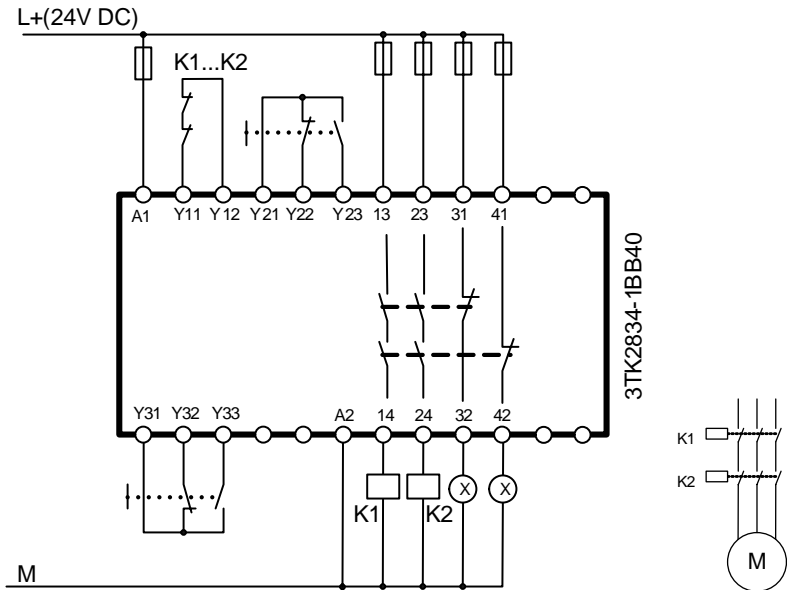 L+(24V DC)
K1...K2
A1 Y11 Y12 Y21 Y22 Y23 13 23 31 41
3TK2834-1BB40
Y31 Y32 Y33 A2 14 24 32 42
K1 K2 X X
M
K1
K2
M